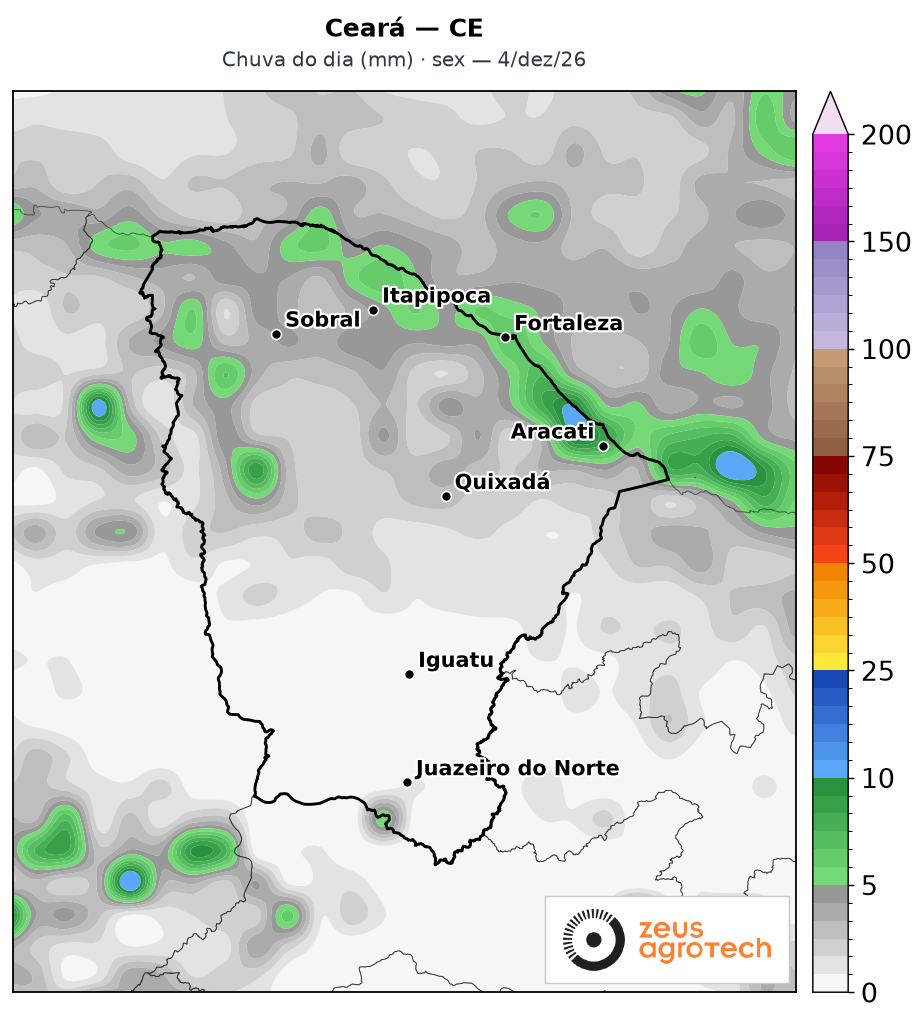 Ceará — CE
Chuva do dia (mm) · sex — 4/dez/26
Itapipoca
Sobral
Fortaleza
Aracati
Quixadá
Iguatu
Juazeiro do Norte
200
150
100
75
50
25
10
5
0
zeus
agrotech